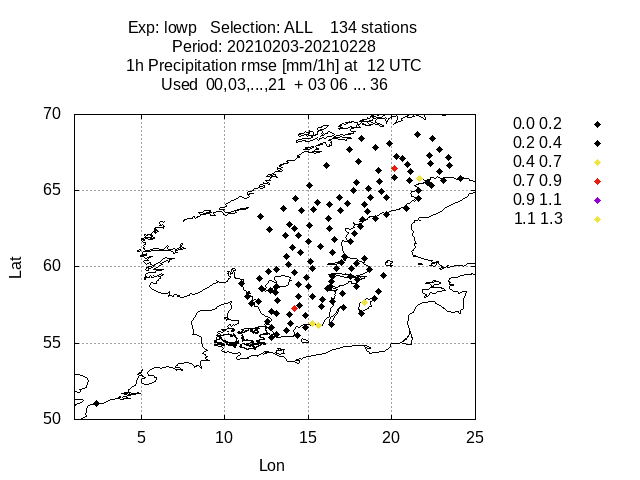 Exp: lowp Selection: ALL 134 stations
Period: 20210203-20210228
1h Precipitation rmse [mm/1h] at 12 UTC
Used 00,03,...,21 + 03 06 ... 36
70
65
60
55
50
Lat
5 10 15 20 25
Lon
0.0 0.2
0.2 0.4
0.4 0.7
0.7 0.9
0.9 1.1
1.1 1.3